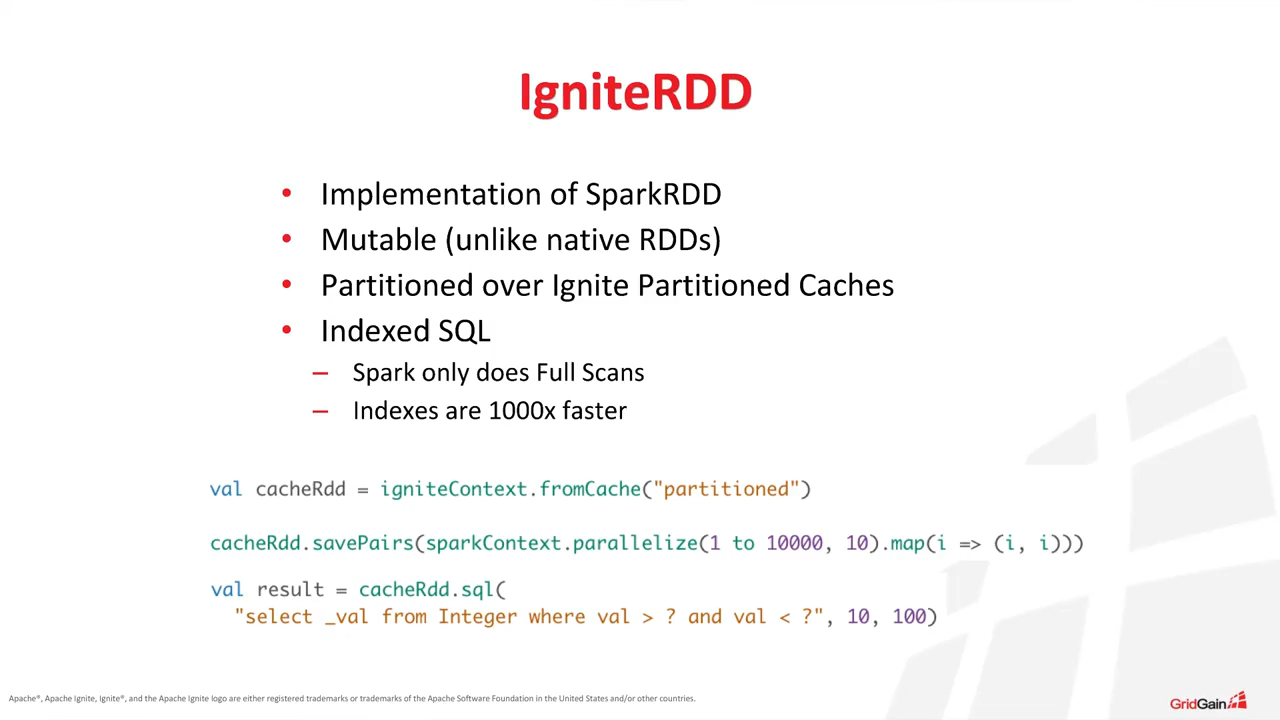 IgniteRDD
• Implementation of SparkRDD
• Mutable (unlike native RDDs)
• Partitioned over Ignite Partitioned Caches
• Indexed SQL
– Spark only does Full Scans
– Indexes are 1000x faster
val cacheRdd = igniteContext.fromCache("partitioned")
cacheRdd.savePairs(sparkContext.parallelize(1 to 10000, 10).map(i => (i, i)))
val result = cacheRdd.sql(
"select _val from Integer where val > ? and val < ?", 10, 100)
Apache®, Apache Ignite, Ignite®, and the Apache Ignite logo are either registered trademarks or trademarks of the Apache Software Foundation in the United States and/or other countries.
GridGain